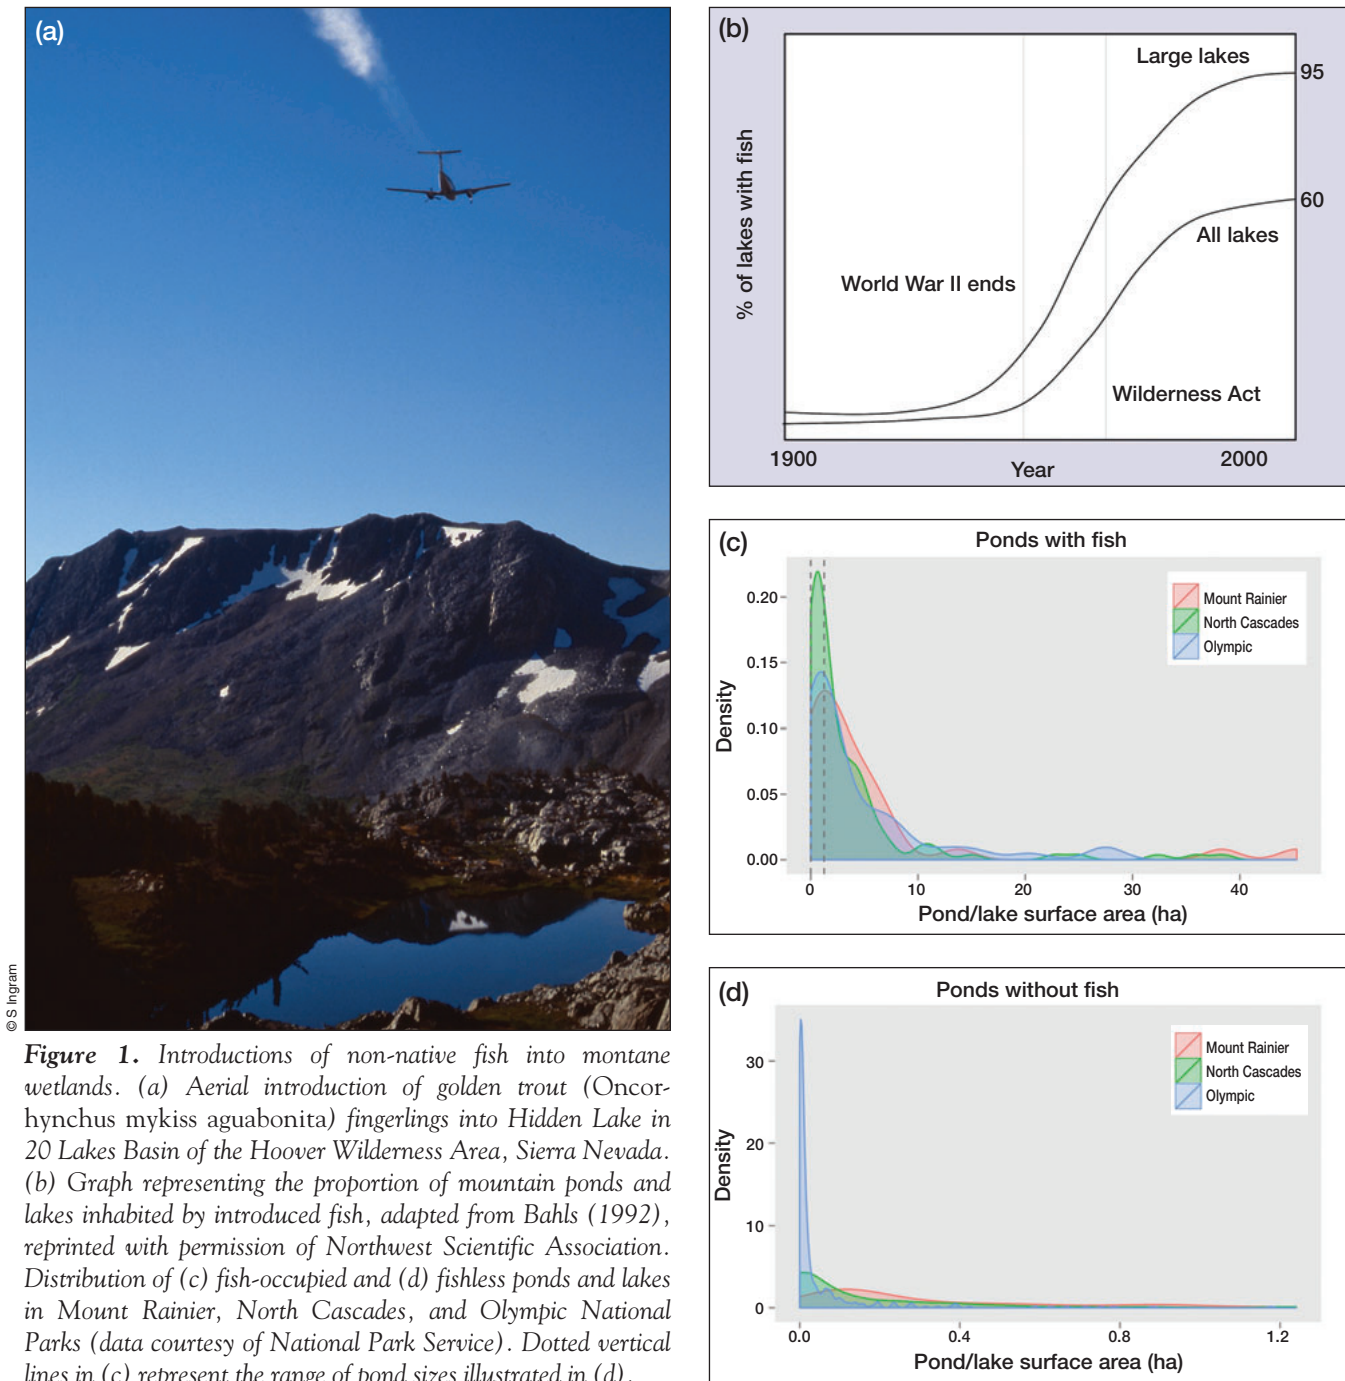 (a)
© S Ingram
Figure 1. Introductions of non-native fish into montane
wetlands. (a) Aerial introduction of golden trout (Oncor-
hynchus mykiss aguabonita) fingerlings into Hidden Lake in
20 Lakes Basin of the Hoover Wilderness Area, Sierra Nevada.
(b) Graph representing the proportion of mountain ponds and
lakes inhabited by introduced fish, adapted from Bahls (1992),
reprinted with permission of Northwest Scientific Association.
Distribution of (c) fish-occupied and (d) fishless ponds and lakes
in Mount Rainier, North Cascades, and Olympic National
Parks (data courtesy of National Park Service). Dotted vertical
lines in (c) represent the range of pond sizes illustrated in (d).
(b)
Large lakes
95
% of lakes with fish
60
All lakes
World War II ends
Wilderness Act
1900
2000
Year
(c)
Ponds with fish
Mount Rainier
North Cascades
Olympic
0.20
0.15
0.10
0.05
0.00
Density
0
10
20
30
40
Pond/lake surface area (ha)
(d)
Ponds without fish
Mount Rainier
North Cascades
Olympic
30
20
10
0
Density
0.0
0.4
0.8
1.2
Pond/lake surface area (ha)